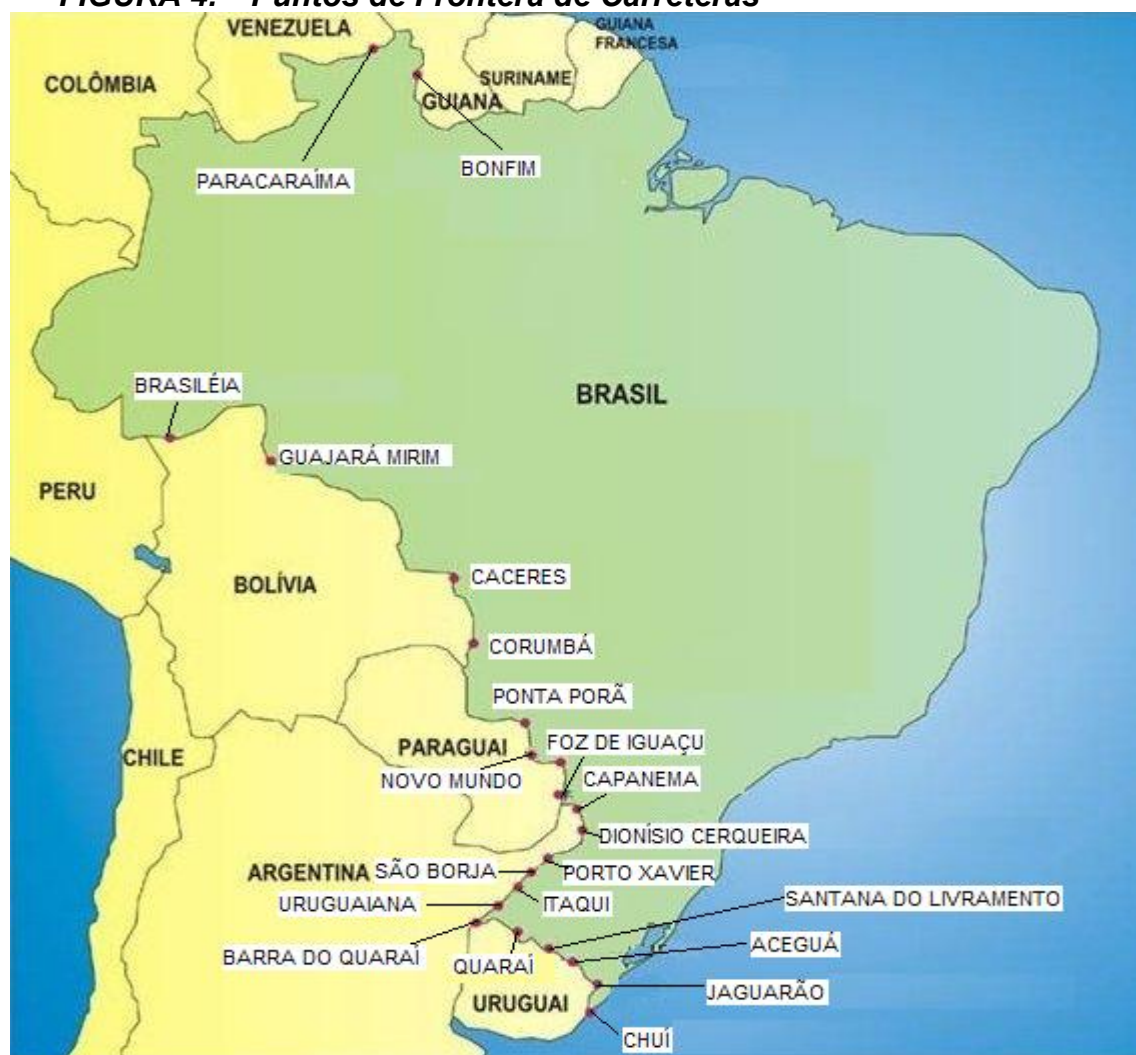 FIGURA 4. Puntos de Frontera de Carreteras
VENEZUELA
GUIANA
FRANCESA
COLÔMBIA
SURINAME
GUIANA
PARACARAÍMA
BONFIM
BRASILÉIA
BRASIL
GUAJARÁ MIRIM
PERU
BOLÍVIA
CACERES
CORUMBÁ
PONTA PORÃ
CHILE
PARAGUAI
FOZ DE IGUAÇU
NOVO MUNDO
CAPANEMA
DIONÍSIO CERQUEIRA
ARGENTINA
SÃO BORJA
PORTO XAVIER
URUGUAIANA
ITAQUI
SANTANA DO LIVRAMENTO
BARRA DO QUARAÍ
QUARAÍ
ACEGUÁ
URUGUAI
JAGUARÃO
CHUÍ